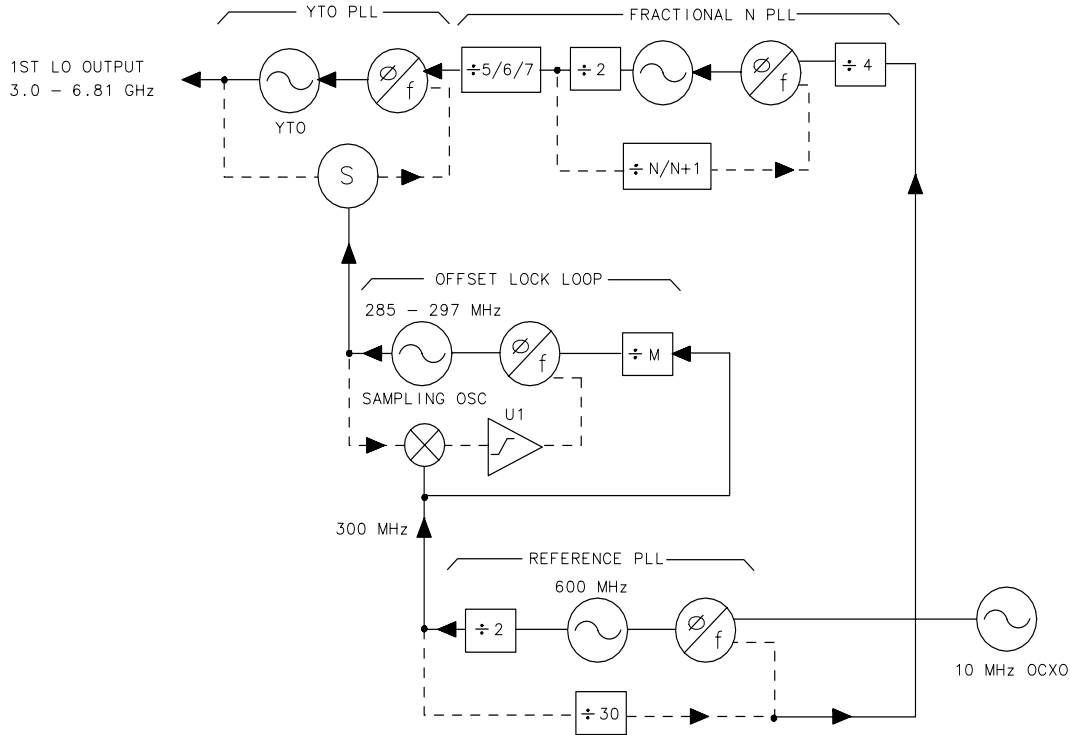 YTO PLL
FRACTIONAL N PLL
1ST LO OUTPUT
3.0 – 6.81 GHz
YTO
Ø
f
÷5/6/7
÷2
Ø
f
÷4
÷N/N+1
S
OFFSET LOCK LOOP
285 – 297 MHz
Ø
f
÷M
SAMPLING OSC
U1
300 MHz
REFERENCE PLL
600 MHz
÷2
Ø
f
10 MHz OCXO
÷30